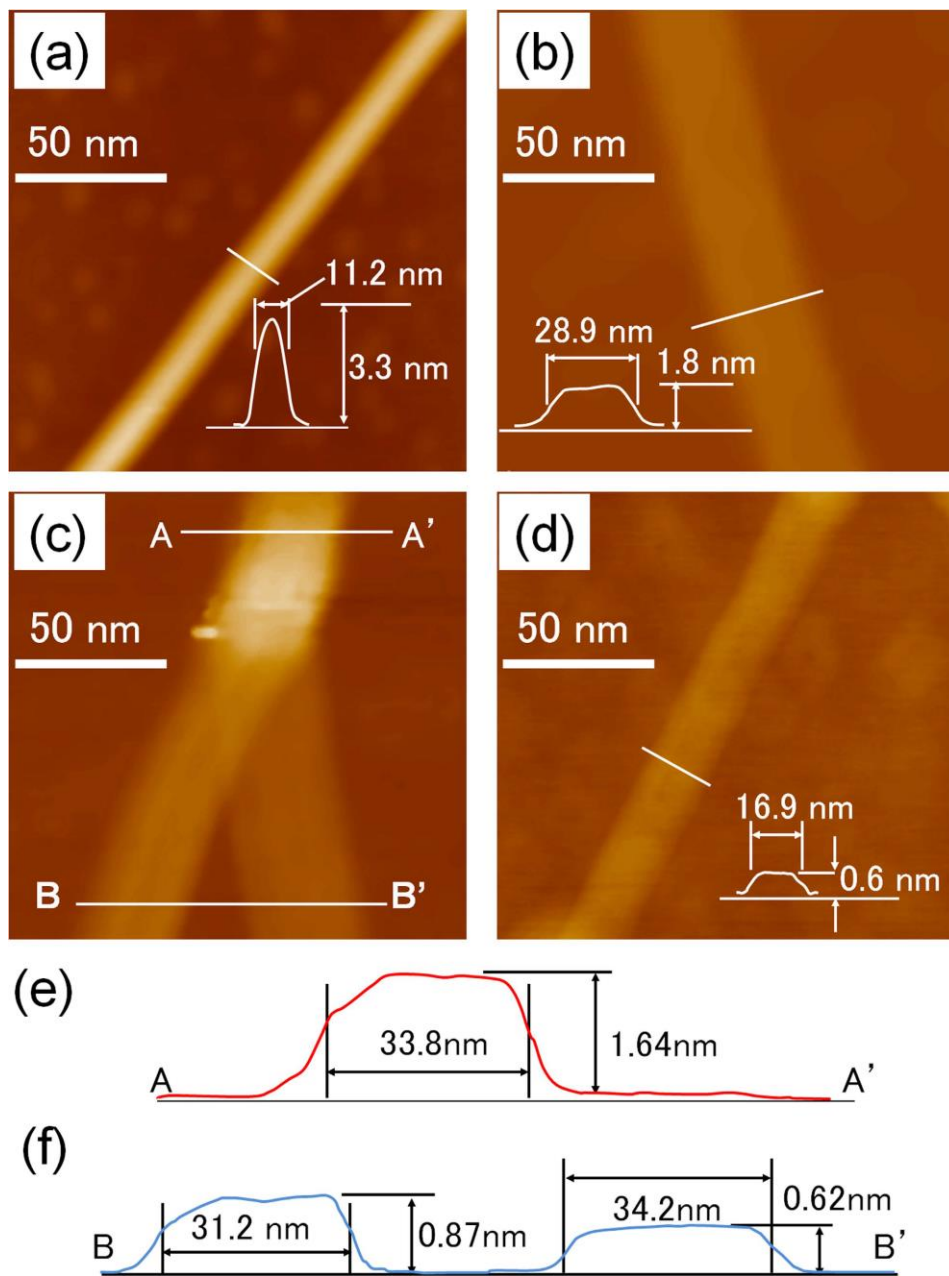 (a)
50 nm
11.2 nm
3.3 nm
(b)
50 nm
28.9 nm
1.8 nm
(c)
A A'
50 nm
B B'
(d)
50 nm
16.9 nm
0.6 nm
(e)
33.8nm
1.64nm
A A'
(f)
31.2 nm
0.87nm
34.2nm
0.62nm
B B'